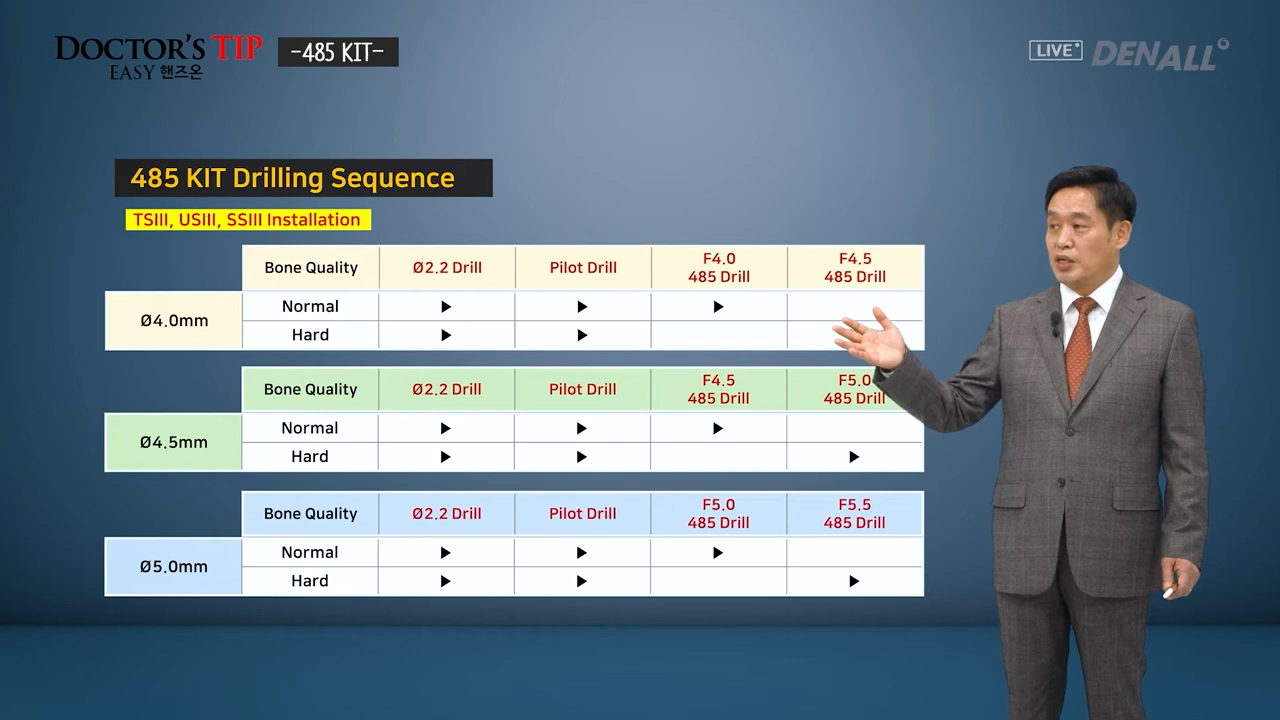 DOCTOR'S TIP
EASY 핸즈온
-485 KIT-
LIVE
DENALL
485 KIT Drilling Sequence
TSIII, USIII, SSIII Installation
Bone Quality Ø2.2 Drill Pilot Drill F4.0 485 Drill F4.5 485 Drill
Ø4.0mm
Normal ▶ ▶ ▶
Hard ▶ ▶
Bone Quality Ø2.2 Drill Pilot Drill F4.5 485 Drill F5.0 485 Drill
Ø4.5mm
Normal ▶ ▶ ▶
Hard ▶ ▶ ▶
Bone Quality Ø2.2 Drill Pilot Drill F5.0 485 Drill F5.5 485 Drill
Ø5.0mm
Normal ▶ ▶ ▶
Hard ▶ ▶ ▶